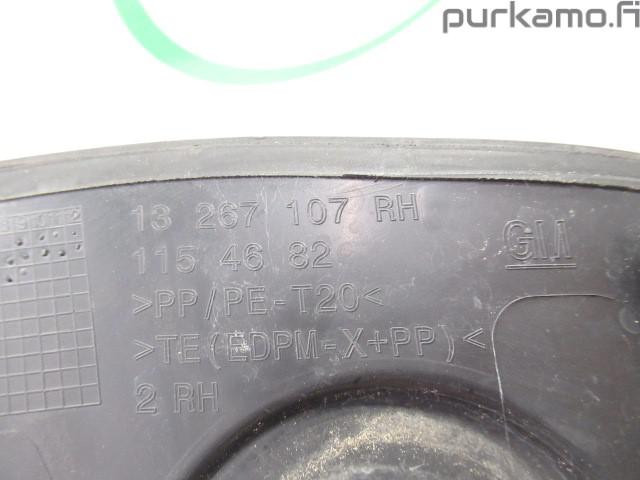 purkamo.fi
13 267 107 RH
115 46 82
GM
>PP/PE-T20<
>TE(EDPM-X+PP)<
2 RH